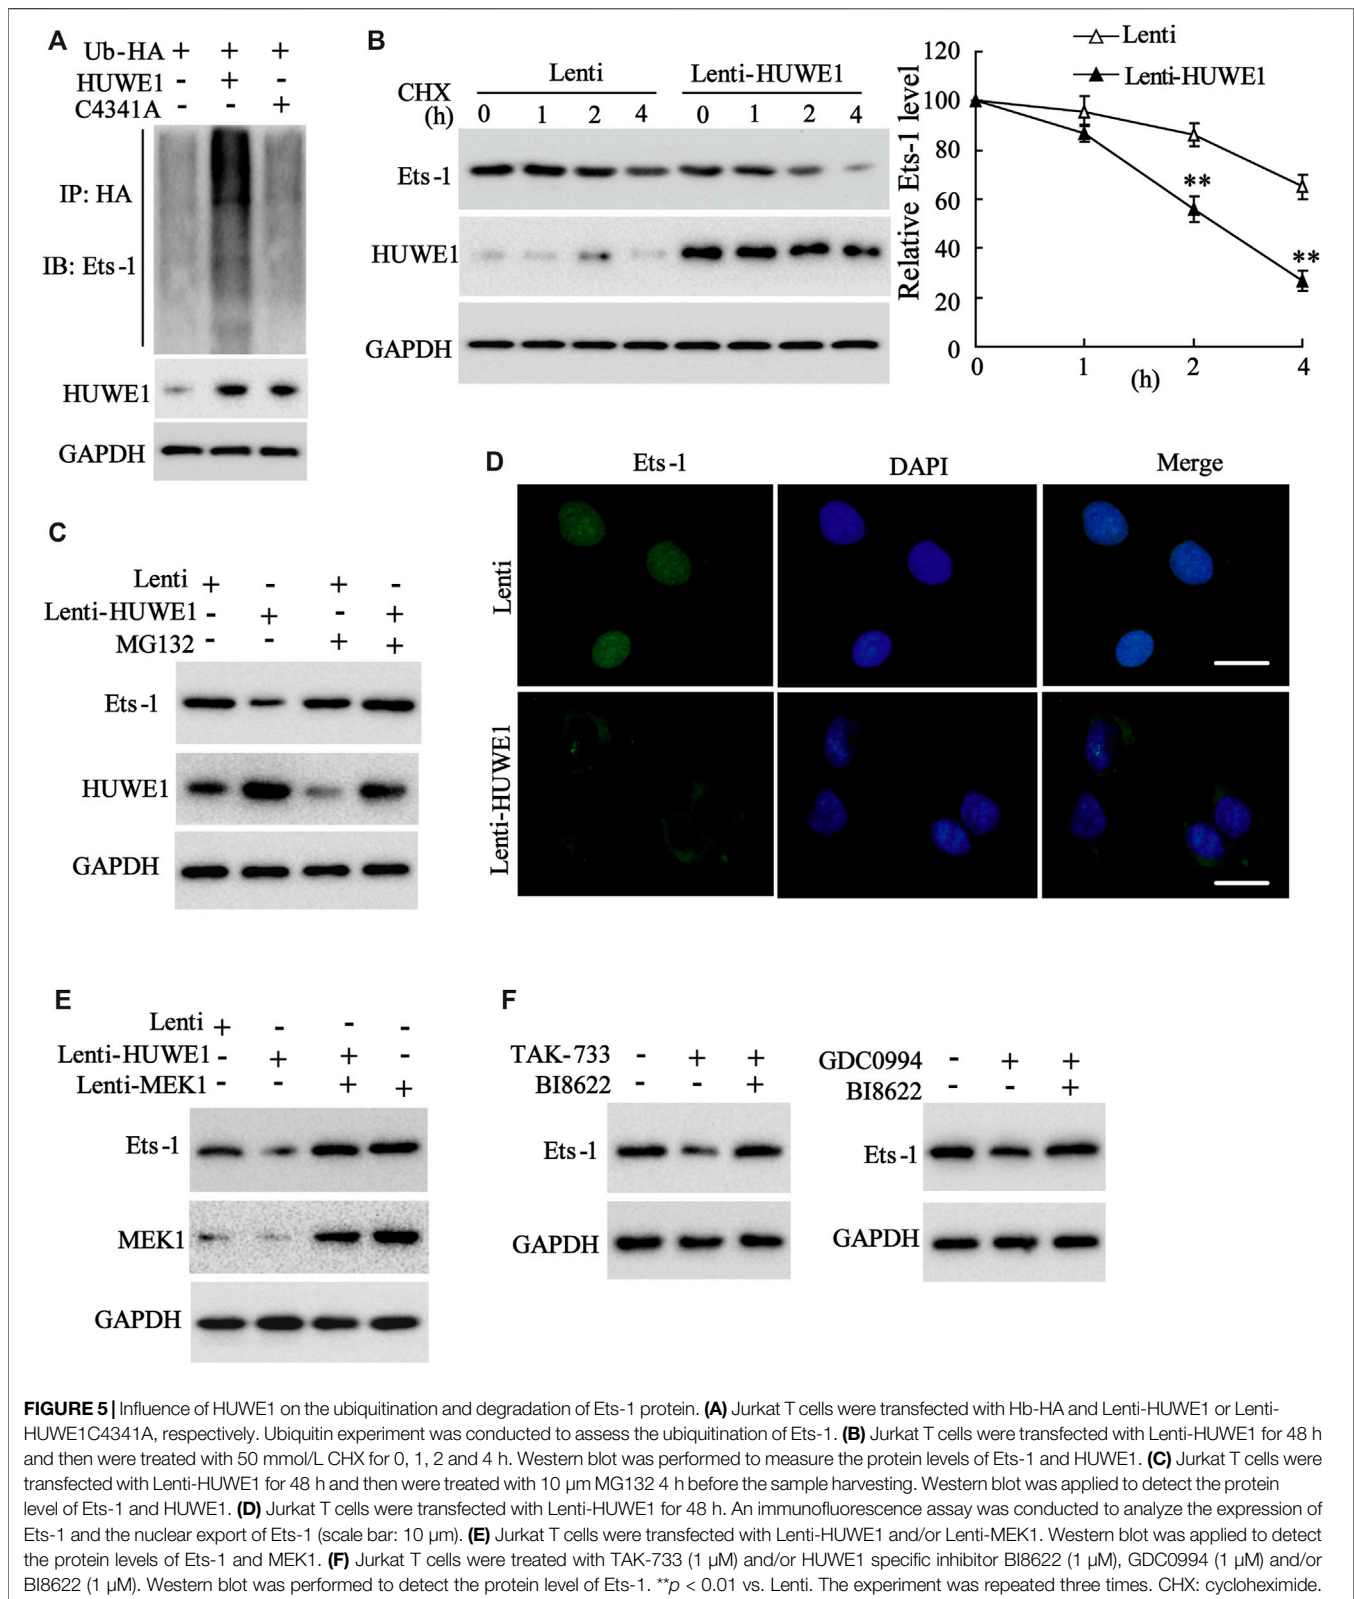 A
Ub-HA + + +
HUWE1 - + -
C4341A - - +
IP: HA
IB: Ets-1
HUWE1
GAPDH
B
Lenti Lenti-HUWE1
CHX
(h) 0 1 2 4 0 1 2 4
Ets-1
HUWE1
GAPDH
Lenti
Lenti-HUWE1
Relative Ets-1 level
120
100
80
60
40
20
0
**
**
0 1 2 4
(h)
C
Lenti + - + -
Lenti-HUWE1 - + - +
MG132 - - + +
Ets-1
HUWE1
GAPDH
D
Ets-1 DAPI Merge
Lenti
Lenti-HUWE1
E
Lenti + - - -
Lenti-HUWE1 - + + -
Lenti-MEK1 - - + +
Ets-1
MEK1
GAPDH
F
TAK-733 - + +
BI8622 - - +
Ets-1
GAPDH
GDC0994 - + +
BI8622 - - +
Ets-1
GAPDH
FIGURE 5 | Influence of HUWE1 on the ubiquitination and degradation of Ets-1 protein. (A) Jurkat T cells were transfected with Hb-HA and Lenti-HUWE1 or Lenti-
HUWE1C4341A, respectively. Ubiquitin experiment was conducted to assess the ubiquitination of Ets-1. (B) Jurkat T cells were transfected with Lenti-HUWE1 for 48 h
and then were treated with 50 mmol/L CHX for 0, 1, 2 and 4 h. Western blot was performed to measure the protein levels of Ets-1 and HUWE1. (C) Jurkat T cells were
transfected with Lenti-HUWE1 for 48 h and then were treated with 10 μm MG132 4 h before the sample harvesting. Western blot was applied to detect the protein
level of Ets-1 and HUWE1. (D) Jurkat T cells were transfected with Lenti-HUWE1 for 48 h. An immunofluorescence assay was conducted to analyze the expression of
Ets-1 and the nuclear export of Ets-1 (scale bar: 10 μm). (E) Jurkat T cells were transfected with Lenti-HUWE1 and/or Lenti-MEK1. Western blot was applied to detect
the protein levels of Ets-1 and MEK1. (F) Jurkat T cells were treated with TAK-733 (1 μM) and/or HUWE1 specific inhibitor BI8622 (1 μM), GDC0994 (1 μM) and/or
BI8622 (1 μM). Western blot was performed to detect the protein level of Ets-1. **p < 0.01 vs. Lenti. The experiment was repeated three times. CHX: cycloheximide.